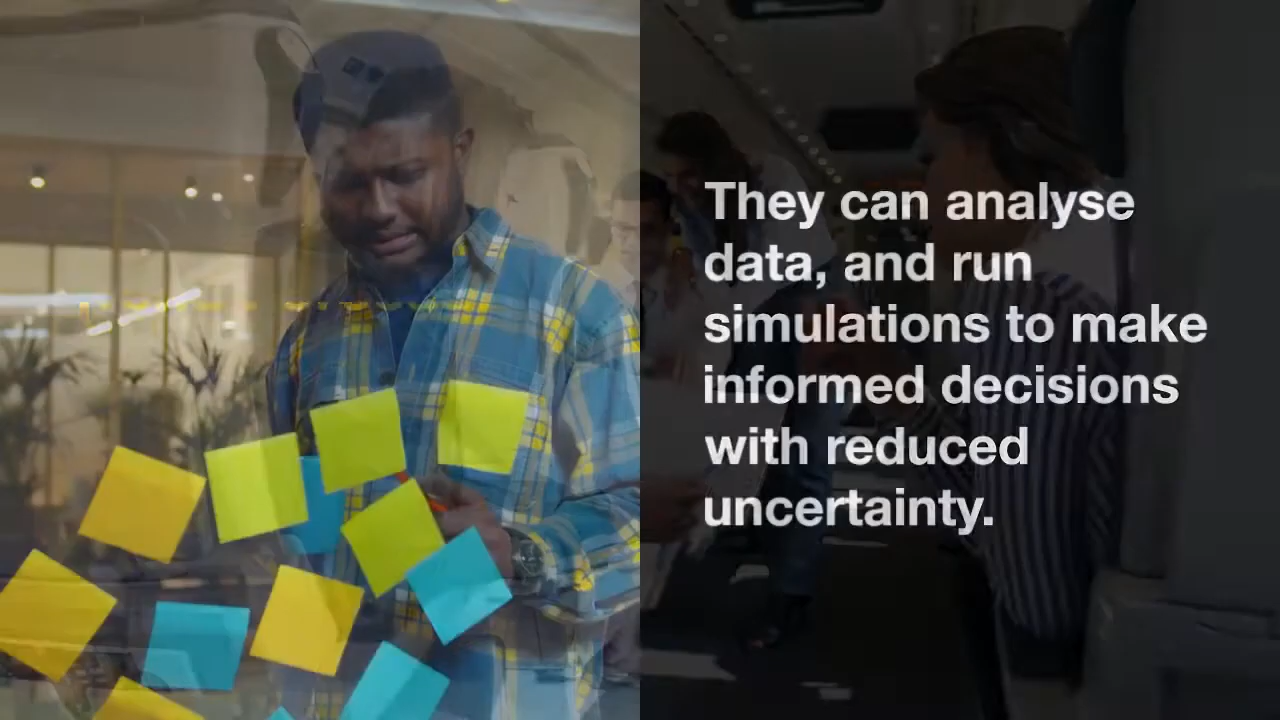 They can analyse
data, and run
simulations to make
informed decisions
with reduced
uncertainty.